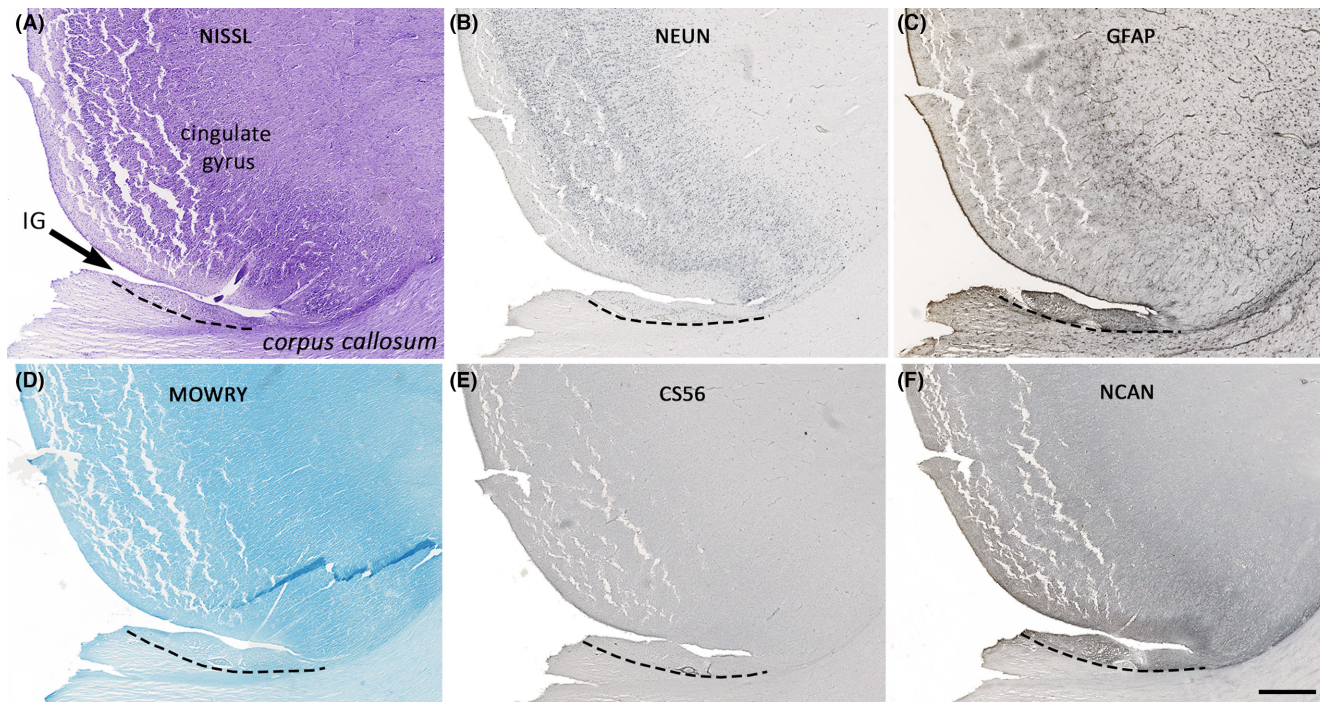 (A)
NISSL
cingulate
gyrus
IG
corpus callosum
(B)
NEUN
(C)
GFAP
(D)
MOWRY
(E)
CS56
(F)
NCAN